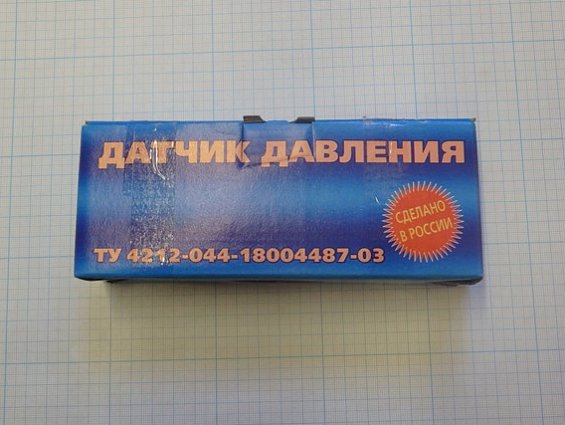 ДАТЧИК ДАВЛЕНИЯ
СДЕЛАНО
В РОССИИ
ТУ 4212-044-18004487-03